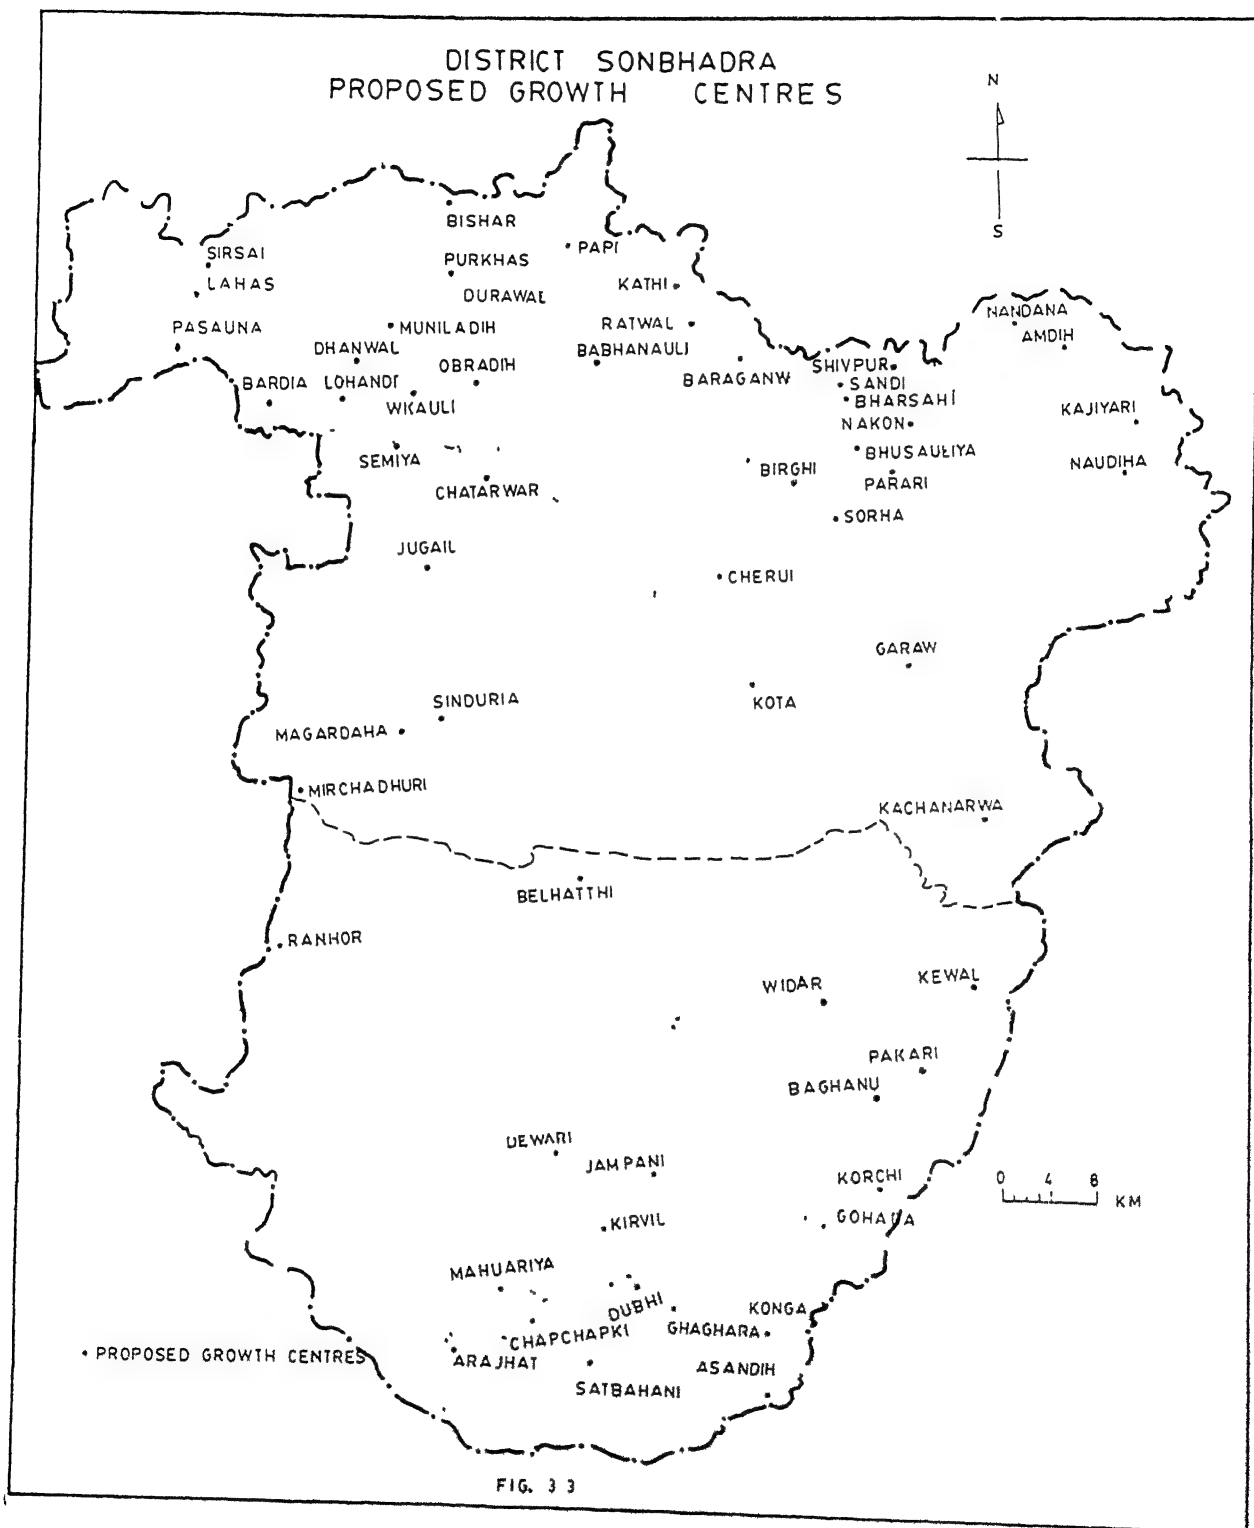 DISTRICT SONBHADRA
PROPOSED GROWTH CENTRES
N
S
BISHAR
PAPI
SIRSAI
PURKHAS
LAHAS
KATHI
DURAWAL
NANDANA
PASAUNA
MUNILADIH
RATWAL
AMDIH
DHANWAL
OBRADIH
BABHANAULI
SHIVPUR
BARDIA
LOHANDI
BARAGANW
SANDI
WKAULI
BHARSAHI
KAJIYARI
NAKON
SEMIYA
BHUSAULIYA
BIRGHI
NAUDIHA
CHATARWAR
PARARI
SORHA
JUGAIL
CHERUI
GARAW
SINDURIA
KOTA
MAGARDAHA
MIRCHADHURI
KACHANARWA
BELHATTHI
RANHOR
WIDAR
KEWAL
PAKARI
BAGHANU
DEWARI
JAMPANI
KORCHI
0 4 8
KM
KIRVIL
MAHUARIYA
DUBHI
KONGA
CHAPCHAPKI
GHAGHARA
PROPOSED GROWTH CENTRES
ARAJHAT
ASANDIH
SATBAHANI
FIG. 3 3